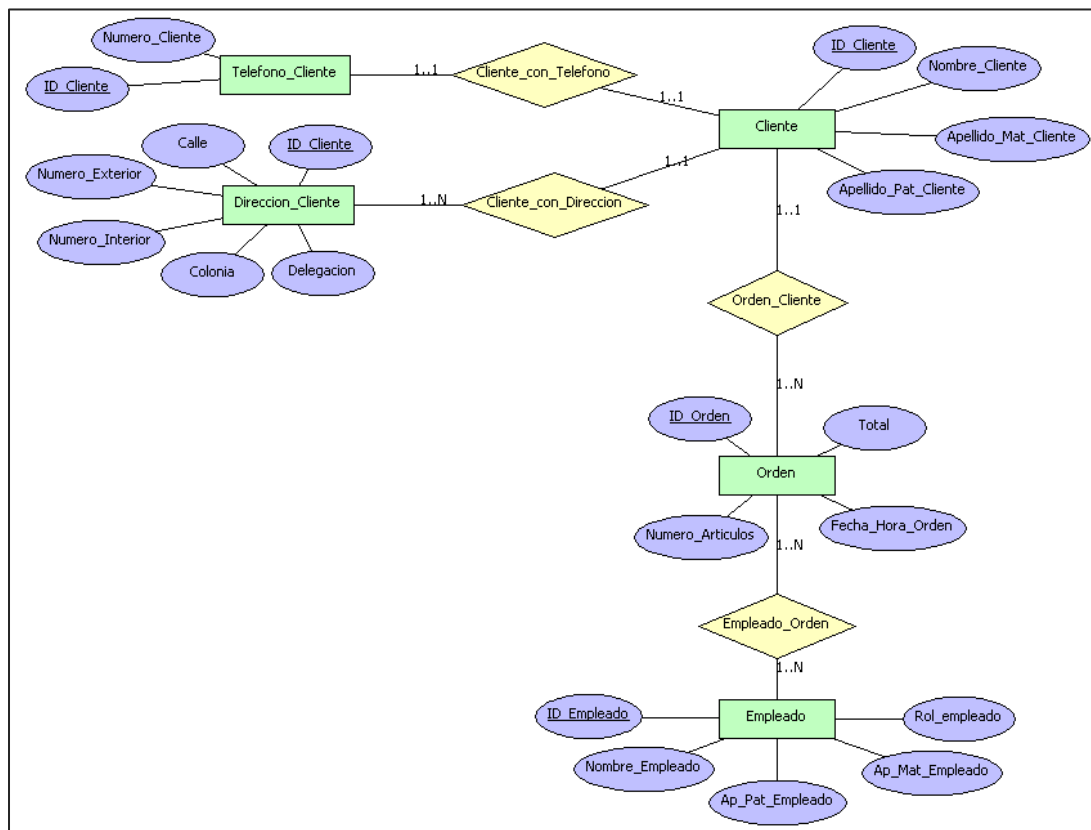 Numero_Cliente
ID_Cliente
Telefono_Cliente
1..1
Cliente_con_Telefono
1..1
ID_Cliente
Nombre_Cliente
Cliente
Apellido_Mat_Cliente
Apellido_Pat_Cliente
Calle
ID_Cliente
Numero_Exterior
Direccion_Cliente
1..N
Cliente_con_Direccion
1..1
Numero_Interior
Colonia
Delegacion
1..1
Orden_Cliente
1..N
ID_Orden
Total
Orden
Numero_Articulos
Fecha_Hora_Orden
1..N
Empleado_Orden
1..N
ID_Empleado
Empleado
Rol_empleado
Nombre_Empleado
Ap_Mat_Empleado
Ap_Pat_Empleado